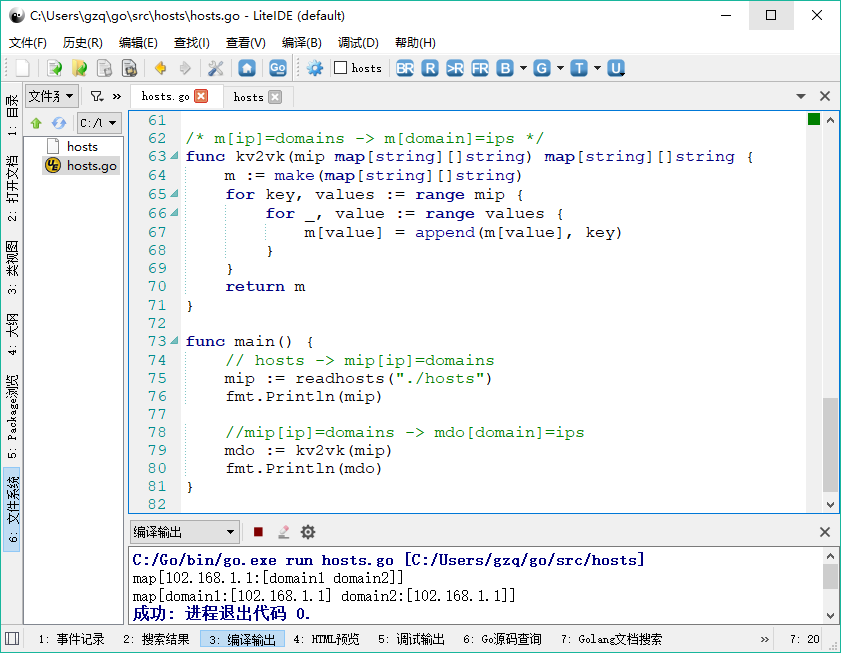 C:\Users\gzq\go\src\hosts\hosts.go - LiteIDE (default)
文件(F) 历史(R) 编辑(E) 查找(I) 查看(V) 编译(B) 调试(D) 帮助(H)
Go hosts BR R >R FR B G T U
文件系 hosts.go hosts
C:/l
1: 目录
2: 打开文档
3: 类视图
4: 大纲
5: Package浏览
6: 文件系统
hosts
hosts.go
61
62 /* m[ip]=domains -> m[domain]=ips */
63 func kv2vk(mip map[string][]string) map[string][]string {
64 m := make(map[string][]string)
65 for key, values := range mip {
66 for _, value := range values {
67 m[value] = append(m[value], key)
68 }
69 }
70 return m
71 }
72
73 func main() {
74 // hosts -> mip[ip]=domains
75 mip := readhosts("./hosts")
76 fmt.Println(mip)
77
78 //mip[ip]=domains -> mdo[domain]=ips
79 mdo := kv2vk(mip)
80 fmt.Println(mdo)
81 }
82
编译输出
C:/Go/bin/go.exe run hosts.go [C:/Users/gzq/go/src/hosts]
map[102.168.1.1:[domain1 domain2]]
map[domain1:[102.168.1.1] domain2:[102.168.1.1]]
成功: 进程退出代码 0.
1: 事件记录 2: 搜索结果 3: 编译输出 4: HTML预览 5: 调试输出 6: Go源码查询 7: Golang文档搜索 » 7: 20